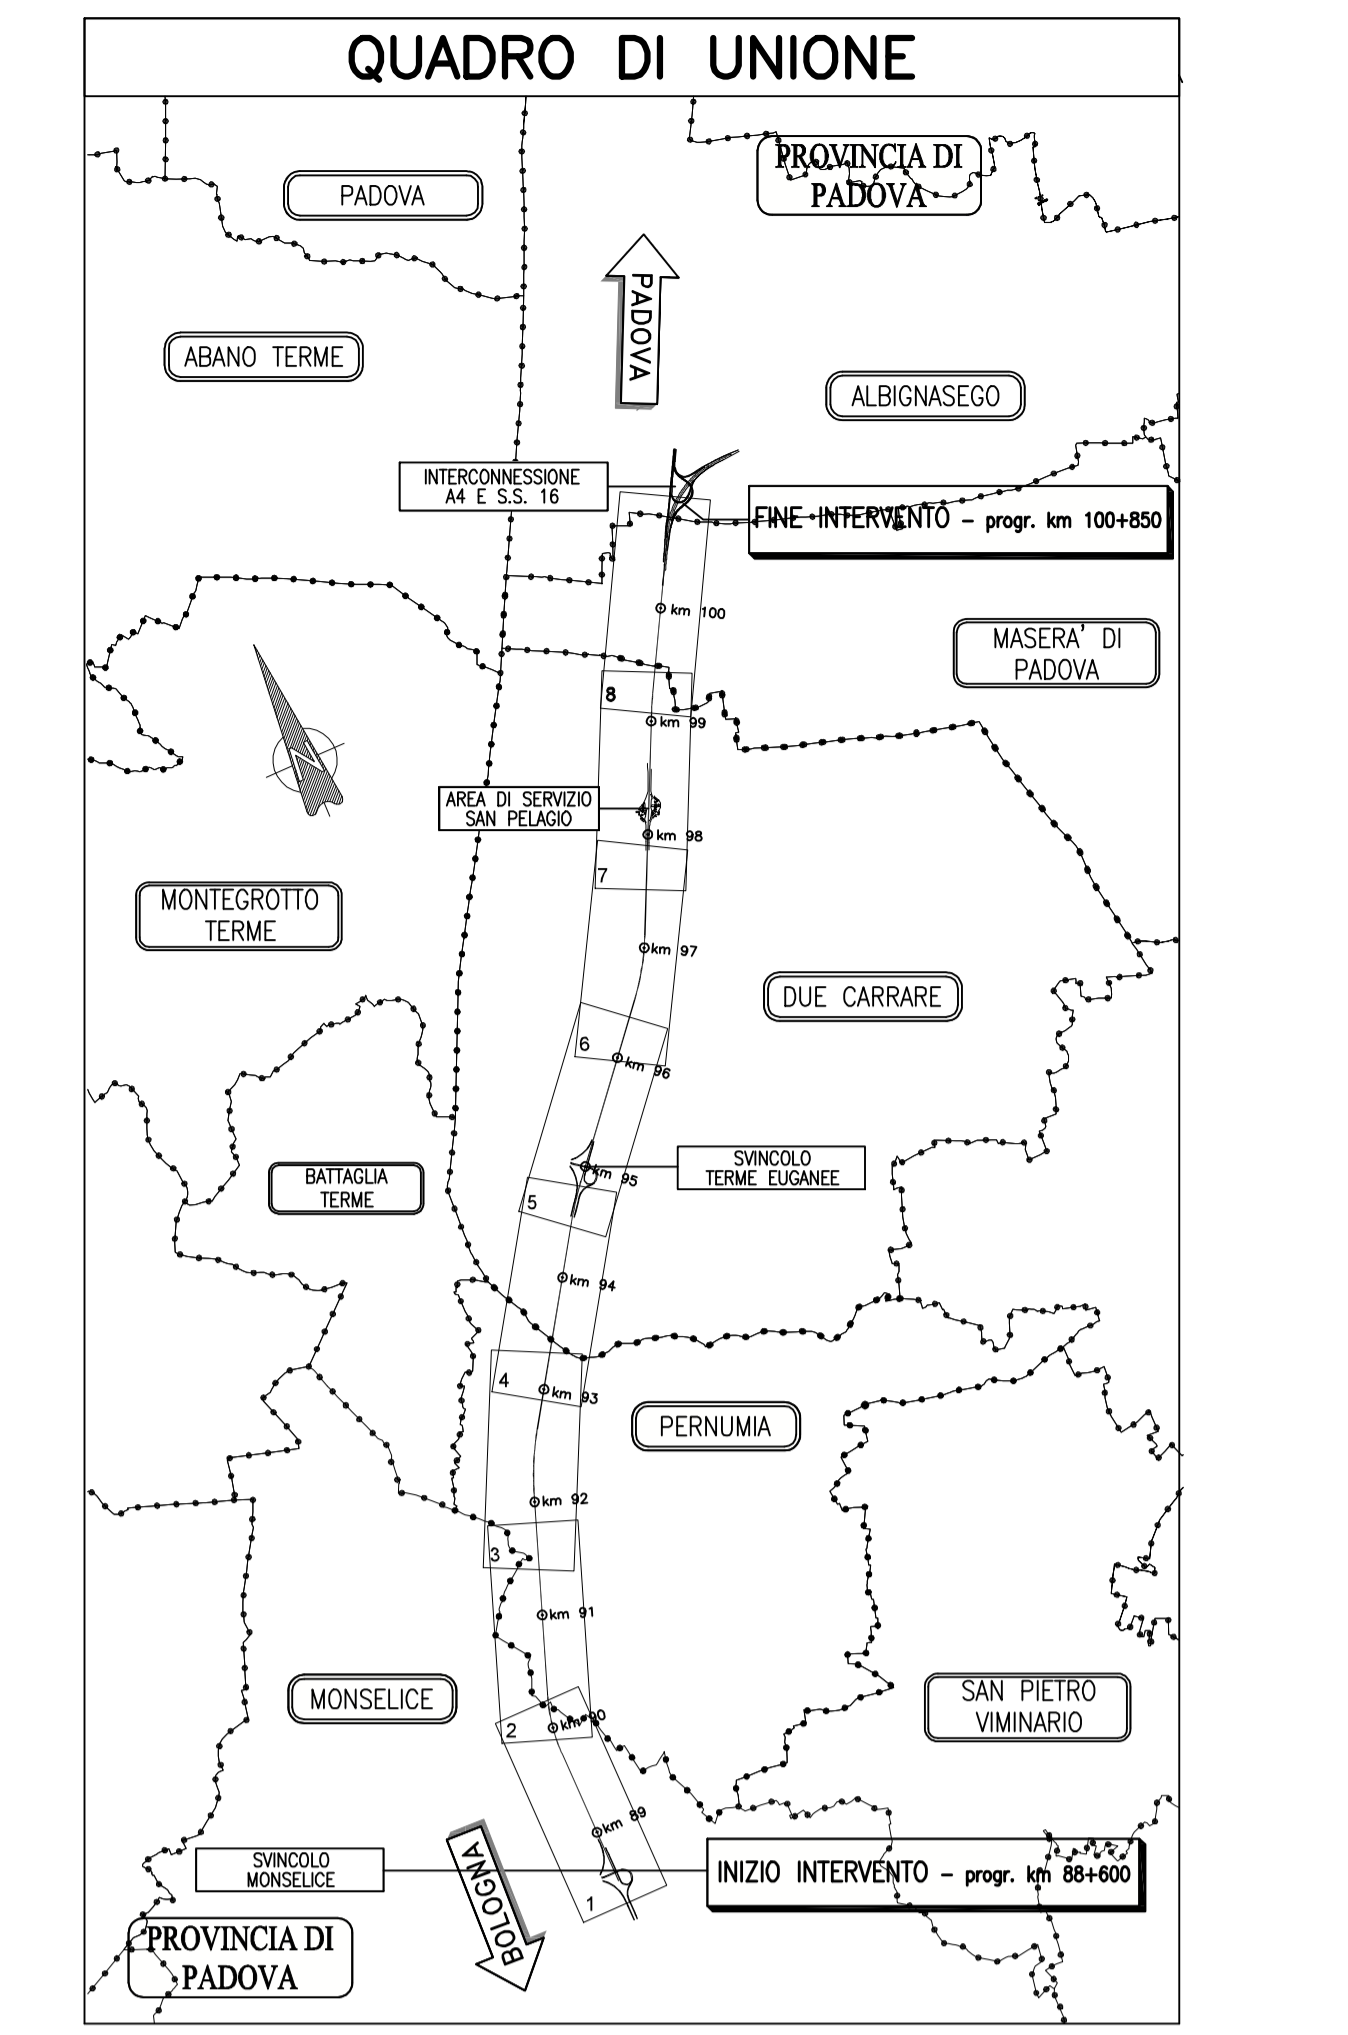 QUADRO DI UNIONE
PROVINCIA DI
PADOVA
PADOVA
PADOVA
ABANO TERME
ALBIGNASEGO
INTERCONNESSIONE
A4 E S.S. 16
FINE INTERVENTO – progr. km 100+850
km 100
MASERA' DI
PADOVA
8
km 99
N
AREA DI SERVIZIO
SAN PELAGIO
km 98
7
MONTEGROTTO
TERME
km 97
DUE CARRARE
6
km 96
SVINCOLO
TERME EUGANEE
km 95
BATTAGLIA
TERME
5
km 94
4
km 93
PERNUMIA
km 92
3
km 91
MONSELICE
SAN PIETRO
VIMINARIO
2
km 90
km 89
SVINCOLO
MONSELICE
BOLOGNA
INIZIO INTERVENTO – progr. km 88+600
1
PROVINCIA DI
PADOVA